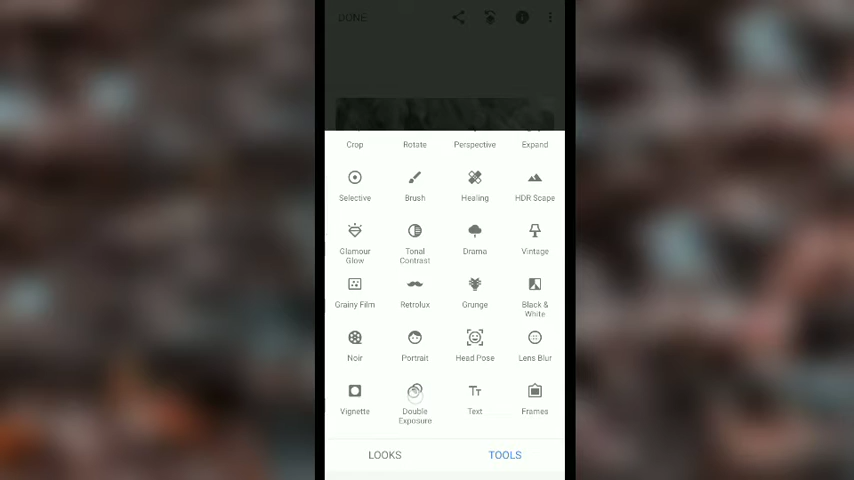 DONE
Crop Rotate Perspective Expand
Selective Brush Healing HDR Scape
Glamour Glow Tonal Contrast Drama Vintage
Grainy Film Retrolux Grunge Black & White
Noir Portrait Head Pose Lens Blur
Vignette Double Exposure Text Frames
LOOKS TOOLS